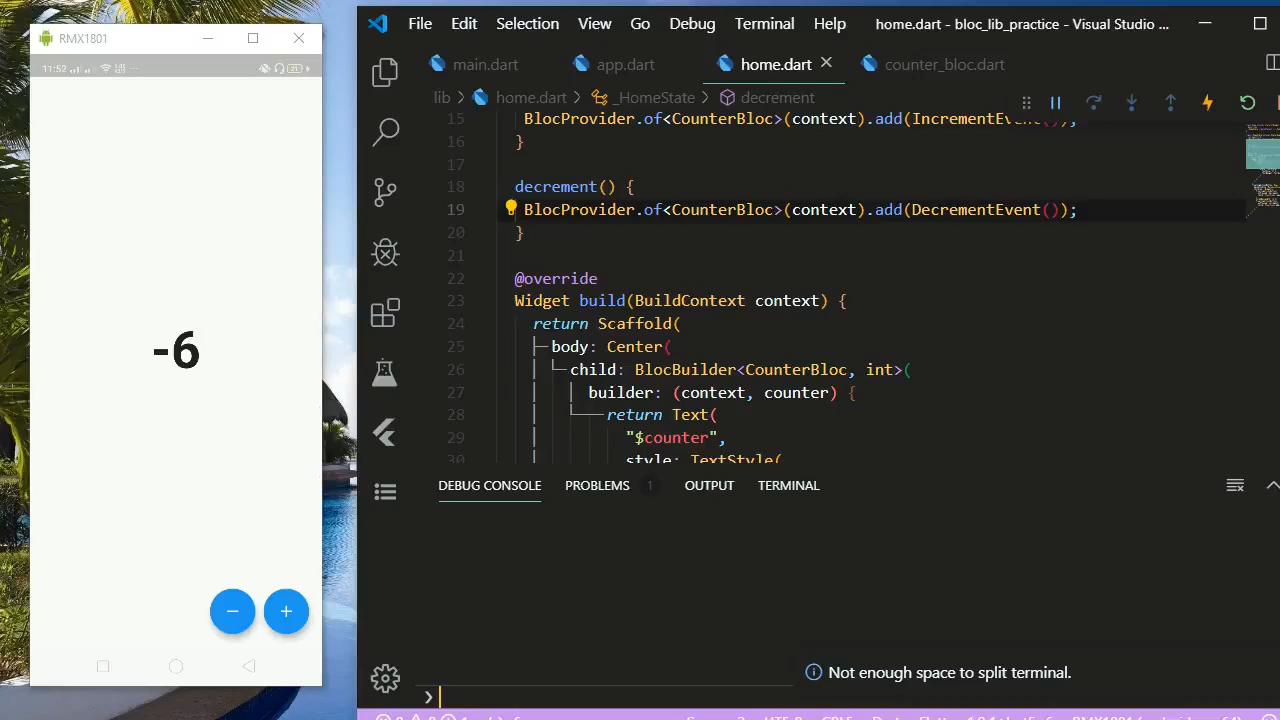 RMX1801
11:52
21
-6
−
+
File Edit Selection View Go Debug Terminal Help home.dart - bloc_lib_practice - Visual Studio ...
main.dart app.dart home.dart counter_bloc.dart
lib > home.dart > _HomeState > decrement
15 BlocProvider.of<CounterBloc>(context).add(IncrementEvent());
16 }
17
18 decrement() {
19 BlocProvider.of<CounterBloc>(context).add(DecrementEvent());
20 }
21
22 @override
23 Widget build(BuildContext context) {
24 return Scaffold(
25 body: Center(
26 child: BlocBuilder<CounterBloc, int>(
27 builder: (context, counter) {
28 return Text(
29 "$counter",
30 style: TextStyle(
DEBUG CONSOLE PROBLEMS 1 OUTPUT TERMINAL
Not enough space to split terminal.